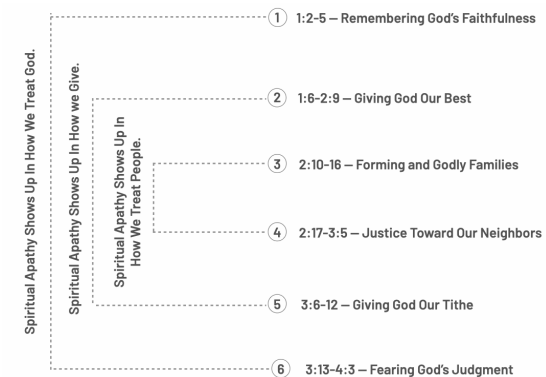 Spiritual Apathy Shows Up In How We Treat God.
Spiritual Apathy Shows Up In How we Give.
Spiritual Apathy Shows Up In
How We Treat People.
1 1:2-5 – Remembering God's Faithfulness
2 1:6-2:9 – Giving God Our Best
3 2:10-16 – Forming and Godly Families
4 2:17-3:5 – Justice Toward Our Neighbors
5 3:6-12 – Giving God Our Tithe
6 3:13-4:3 – Fearing God's Judgment